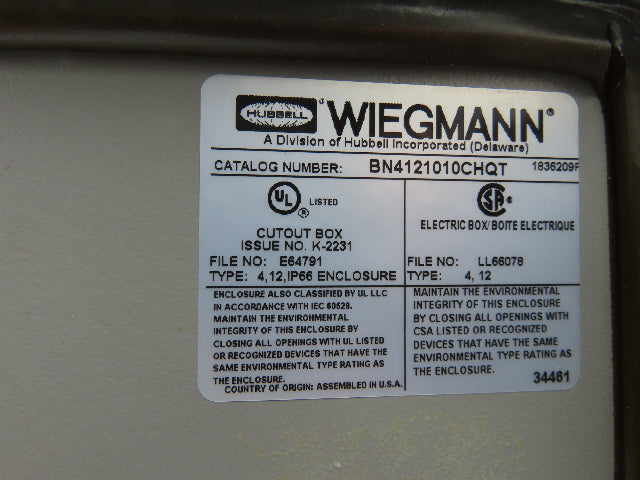 HUBBELL WIEGMANN®
A Division of Hubbell Incorporated (Delaware)
CATALOG NUMBER: BN4121010CHQT 1836209F
UL ® LISTED
CUTOUT BOX
ISSUE NO. K-2231
FILE NO: E64791
TYPE: 4,12,IP66 ENCLOSURE
SA ®
ELECTRIC BOX/BOITE ELECTRIQUE
FILE NO: LL66078
TYPE: 4, 12
ENCLOSURE ALSO CLASSIFIED BY UL LLC
IN ACCORDANCE WITH IEC 60529.
MAINTAIN THE ENVIRONMENTAL
INTEGRITY OF THIS ENCLOSURE BY
CLOSING ALL OPENINGS WITH UL LISTED
OR RECOGNIZED DEVICES THAT HAVE THE
SAME ENVIRONMENTAL TYPE RATING AS
THE ENCLOSURE.
COUNTRY OF ORIGIN: ASSEMBLED IN U.S.A.
MAINTAIN THE ENVIRONMENTAL
INTEGRITY OF THIS ENCLOSURE
BY CLOSING ALL OPENINGS WITH
CSA LISTED OR RECOGNIZED
DEVICES THAT HAVE THE SAME
ENVIRONMENTAL TYPE RATING AS
THE ENCLOSURE.
34461